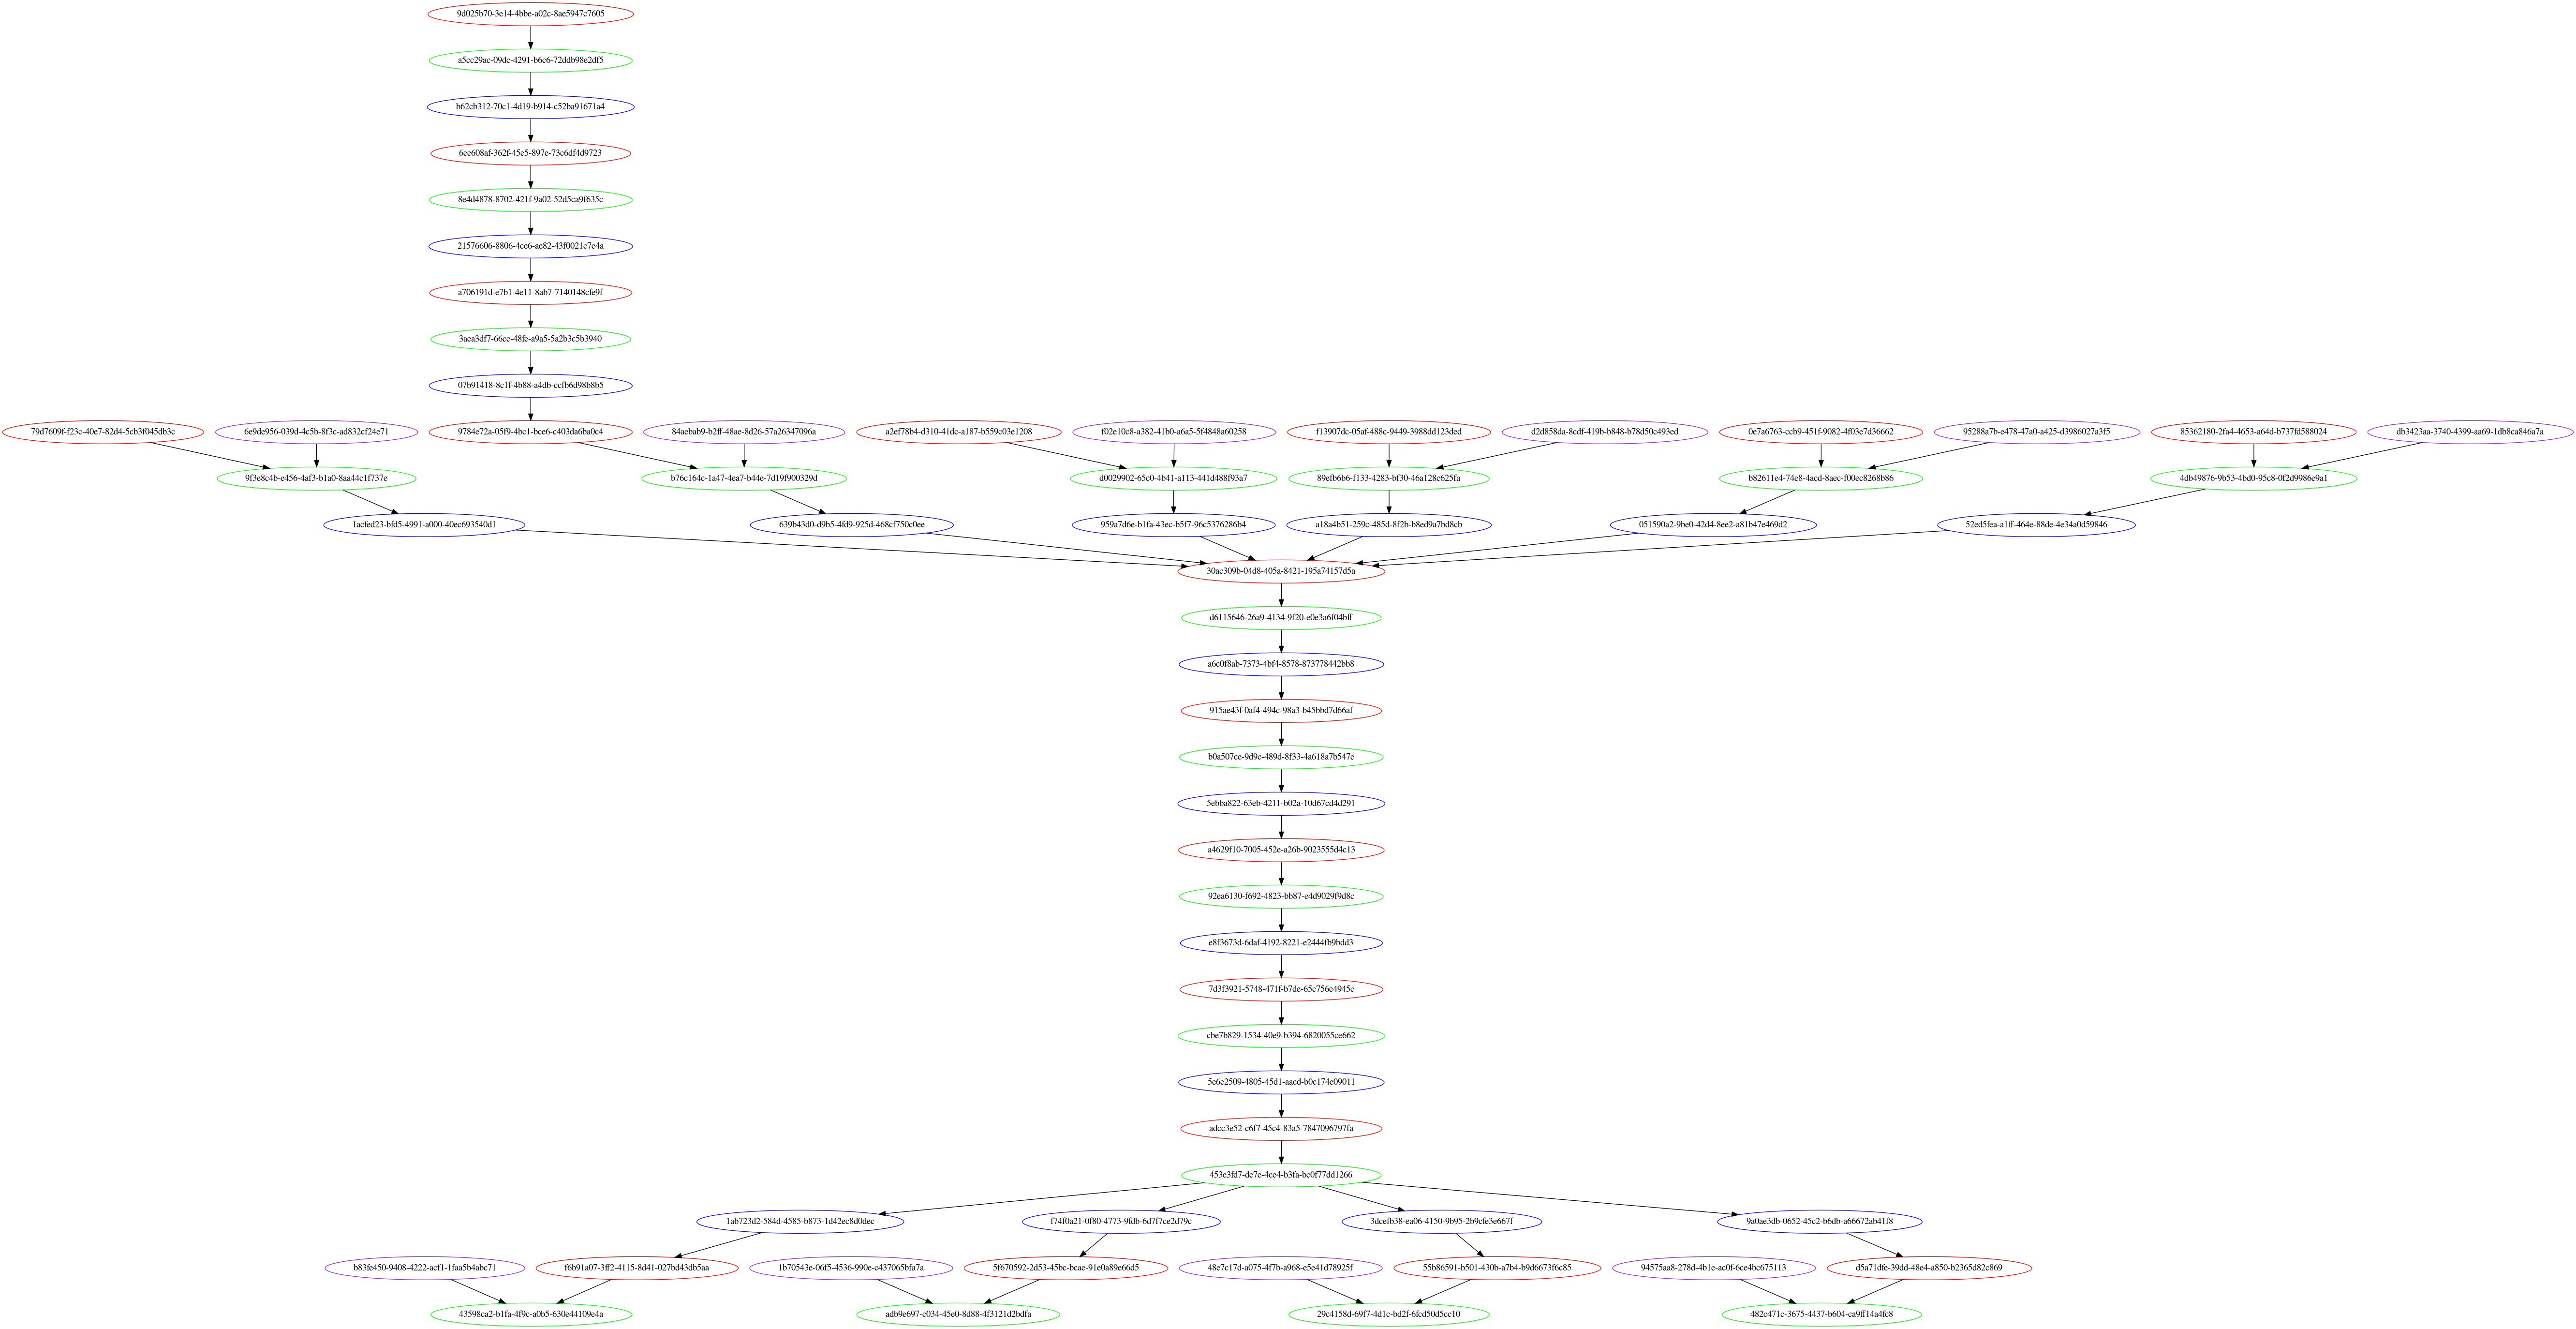 9d025b70-3e14-4bbe-a02c-8ae5947c7605
a5cc29ac-09dc-4291-b6c6-72ddb98e2df5
b62cb312-70c1-4d19-b914-c52ba91671a4
6ee608af-362f-45e5-897e-73c6df4d9723
8e4d4878-8702-421f-9a02-52d5ca9f635c
21576606-8806-4ce6-ae82-43f0021c7e4a
a706191d-e7b1-4e11-8ab7-7140148cfe9f
3aea3df7-66ce-48fe-a9a5-5a2b3c5b3940
07b91418-8c1f-4b88-a4db-ccfb6d98b8b5
79d7609f-f23c-40e7-82d4-5cb3f045db3c
6e9de956-039d-4c5b-8f3c-ad832cf24e71
9784e72a-05f9-4bc1-bce6-c403da6ba0c4
84aebab9-b2ff-48ae-8d26-57a26347096a
a2ef78b4-d310-41dc-a187-b559c03e1208
f02e10c8-a382-41b0-a6a5-5f4848a60258
f13907dc-05af-488c-9449-3988dd123ded
d2d858da-8cdf-419b-b848-b78d50c493ed
0e7a6763-ccb9-451f-9082-4f03e7d36662
95288a7b-e478-47a0-a425-d3986027a3f5
85362180-2fa4-4653-a64d-b737fd588024
db3423aa-3740-4399-aa69-1db8ca846a7a
9f3e8c4b-e456-4af3-b1a0-8aa44c1f737e
b76c164c-1a47-4ea7-b44e-7d19f900329d
d0029902-65c0-4b41-a113-441d488f93a7
89efb6b6-f133-4283-bf30-46a128c625fa
b82611e4-74e8-4acd-8aec-f00ec8268b86
4db49876-9b53-4bd0-95c8-0f2d9986e9a1
1acfed23-bfd5-4991-a000-40ec693540d1
639b43d0-d9b5-4fd9-925d-468cf750c0ee
959a7d6e-b1fa-43ec-b5f7-96c5376286b4
a18a4b51-259c-485d-8f2b-b8ed9a7bd8cb
051590a2-9be0-42d4-8ee2-a81b47e469d2
52ed5fea-a1ff-464e-88de-4e34a0d59846
30ac309b-04d8-405a-8421-195a74157d5a
d6115646-26a9-4134-9f20-e0e3a6f04bff
a6c0f8ab-7373-4bf4-8578-873778442bb8
915ae43f-0af4-494c-98a3-b45bbd7d66af
b0a507ce-9d9c-489d-8f33-4a618a7b547e
5ebba822-63eb-4211-b02a-10d67cd4d291
a4629f10-7005-452e-a26b-9023555d4c13
92ea6130-f692-4823-bb87-e4d9029f9d8c
e8f3673d-6daf-4192-8221-e2444fb9bdd3
7d3f3921-5748-471f-b7de-65c756e4945c
cbe7b829-1534-40e9-b394-6820055ce662
5e6e2509-4805-45d1-aacd-b0c174e09011
adcc3e52-c6f7-45c4-83a5-7847096797fa
453e3fd7-de7e-4ce4-b3fa-bc0f77dd1266
1ab723d2-584d-4585-b873-1d42ec8d0dec
f74f0a21-0f80-4773-9fdb-6d7f7ce2d79c
3dcefb38-ea06-4150-9b95-2b9cfe3e667f
9a0ae3db-0652-45c2-b6db-a66672ab41f8
b83fe450-9408-4222-acf1-1faa5b4abc71
f6b91a07-3ff2-4115-8d41-027bd43db5aa
1b70543e-06f5-4536-990e-c437065bfa7a
5f670592-2d53-45bc-bcae-91e0a89e66d5
48e7c17d-a075-4f7b-a968-e5e41d78925f
55b86591-b501-430b-a7b4-b9d6673f6c85
94575aa8-278d-4b1e-ac0f-6ce4bc675113
d5a71dfe-39dd-48e4-a850-b2365d82c869
43598ca2-b1fa-4f9c-a0b5-630e44109e4a
adb9e697-c034-45e0-8d88-4f3121d2bdfa
29c4158d-69f7-4d1c-bd2f-6fcd50d5cc10
482c471c-3675-4437-b604-ca9ff14a4fc8